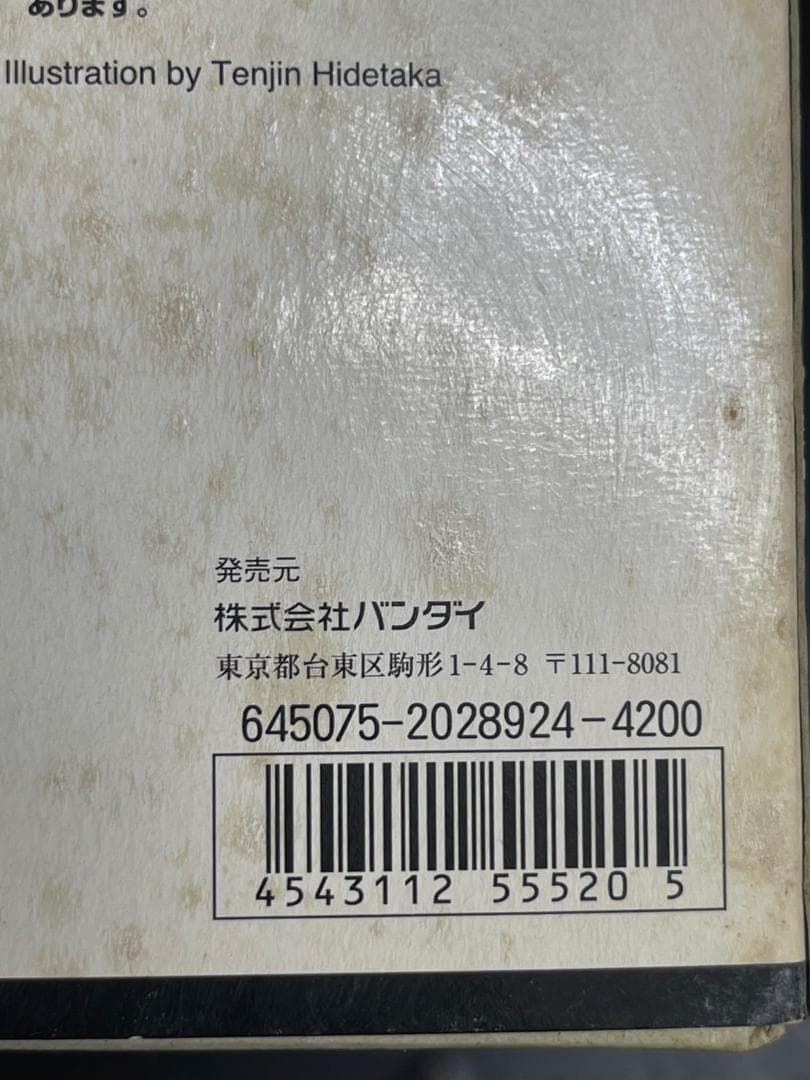 あります。
Illustration by Tenjin Hidetaka
発売元
株式会社バンダイ
東京都台東区駒形1-4-8 〒111-8081
645075-2028924-4200
4543112 55520 5